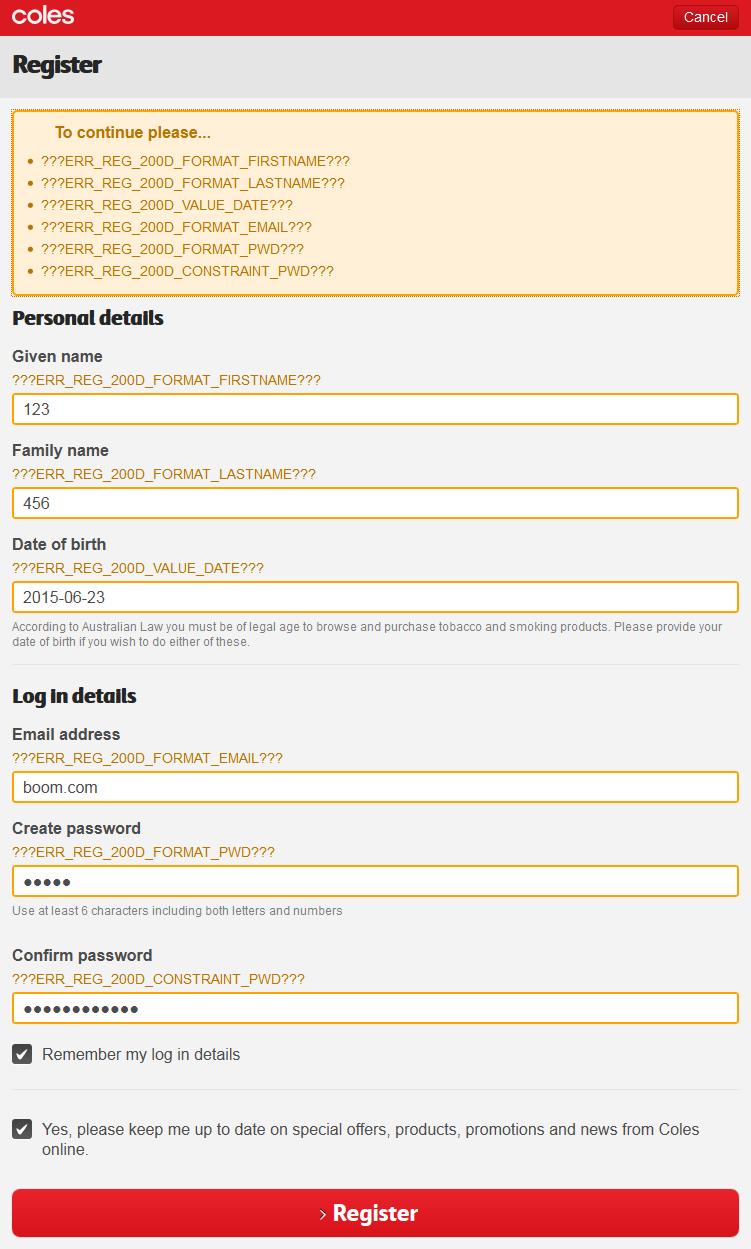 coles
Cancel
Register
To continue please...
• ???ERR_REG_200D_FORMAT_FIRSTNAME???
• ???ERR_REG_200D_FORMAT_LASTNAME???
• ???ERR_REG_200D_VALUE_DATE???
• ???ERR_REG_200D_FORMAT_EMAIL???
• ???ERR_REG_200D_FORMAT_PWD???
• ???ERR_REG_200D_CONSTRAINT_PWD???
Personal details
Given name
???ERR_REG_200D_FORMAT_FIRSTNAME???
123
Family name
???ERR_REG_200D_FORMAT_LASTNAME???
456
Date of birth
???ERR_REG_200D_VALUE_DATE???
2015-06-23
According to Australian Law you must be of legal age to browse and purchase tobacco and smoking products. Please provide your
date of birth if you wish to do either of these.
Log in details
Email address
???ERR_REG_200D_FORMAT_EMAIL???
boom.com
Create password
???ERR_REG_200D_FORMAT_PWD???
●●●●●
Use at least 6 characters including both letters and numbers
Confirm password
???ERR_REG_200D_CONSTRAINT_PWD???
●●●●●●●●●●●●
Remember my log in details
Yes, please keep me up to date on special offers, products, promotions and news from Coles
online.
› Register